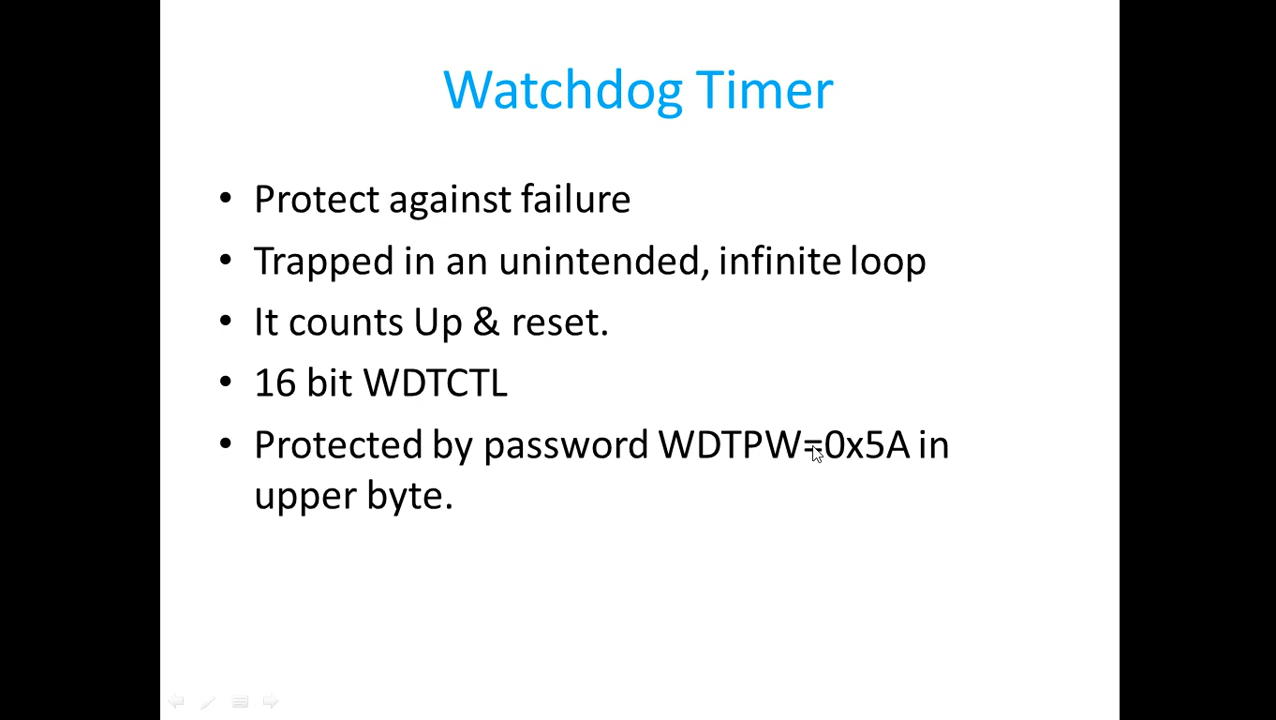 Watchdog Timer
• Protect against failure
• Trapped in an unintended, infinite loop
• It counts Up & reset.
• 16 bit WDTCTL
• Protected by password WDTPW=0x5A in
upper byte.